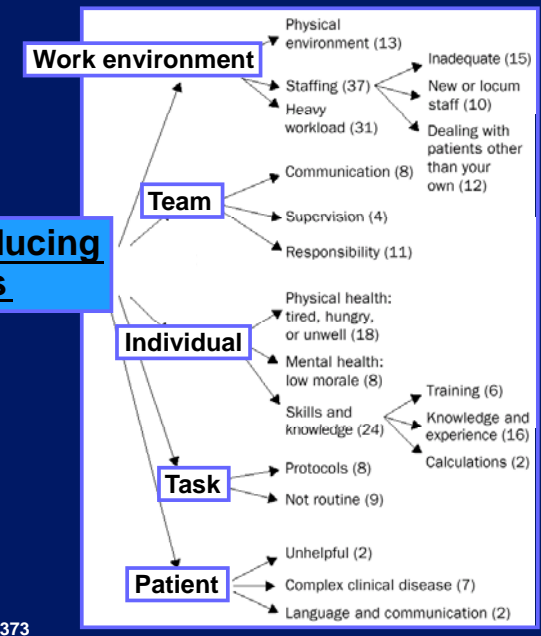 Work environment
Physical
environment (13)
Staffing (37)
Heavy
workload (31)
Inadequate (15)
New or locum
staff (10)
Dealing with
patients other
than your
own (12)
Team
Communication (8)
Supervision (4)
Responsibility (11)
Individual
Physical health:
tired, hungry,
or unwell (18)
Mental health:
low morale (8)
Skills and
knowledge (24)
Training (6)
Knowledge and
experience (16)
Calculations (2)
Task
Protocols (8)
Not routine (9)
Patient
Unhelpful (2)
Complex clinical disease (7)
Language and communication (2)
373